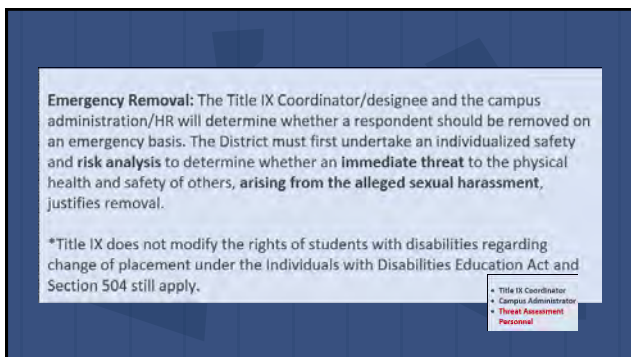 Emergency Removal: The Title IX Coordinator/designee and the campus
administration/HR will determine whether a respondent should be removed on
an emergency basis. The District must first undertake an individualized safety
and risk analysis to determine whether an immediate threat to the physical
health and safety of others, arising from the alleged sexual harassment,
justifies removal.
*Title IX does not modify the rights of students with disabilities regarding
change of placement under the Individuals with Disabilities Education Act and
Section 504 still apply.
• Title IX Coordinator
• Campus Administrator
• Threat Assessment
Personnel